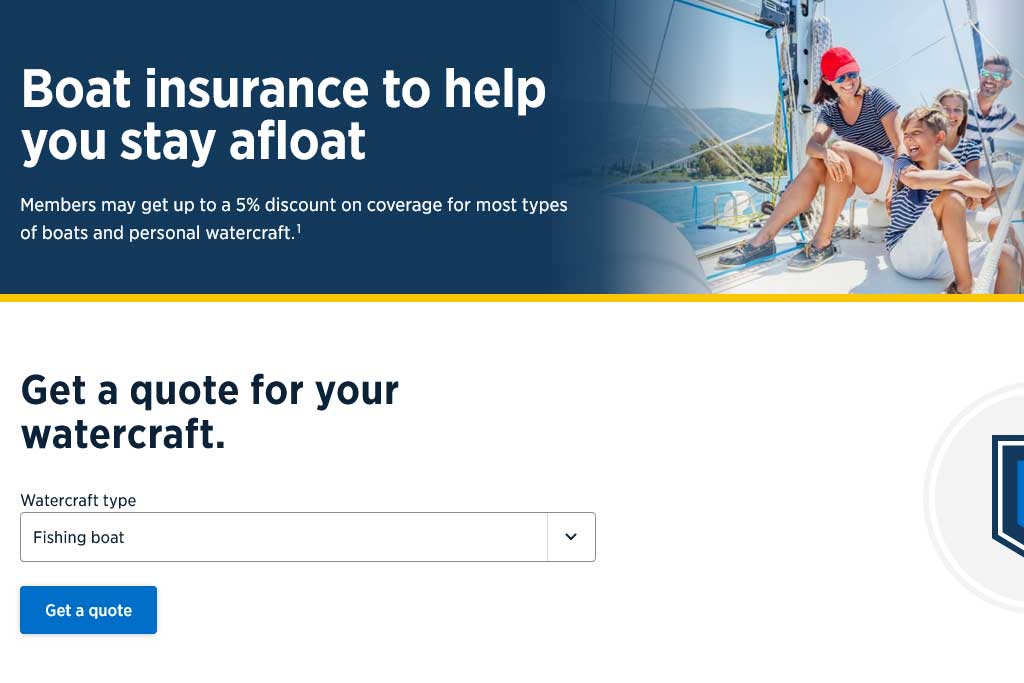 Boat insurance to help
you stay afloat
Members may get up to a 5% discount on coverage for most types
of boats and personal watercraft.¹
Get a quote for your
watercraft.
Watercraft type
Fishing boat
Get a quote